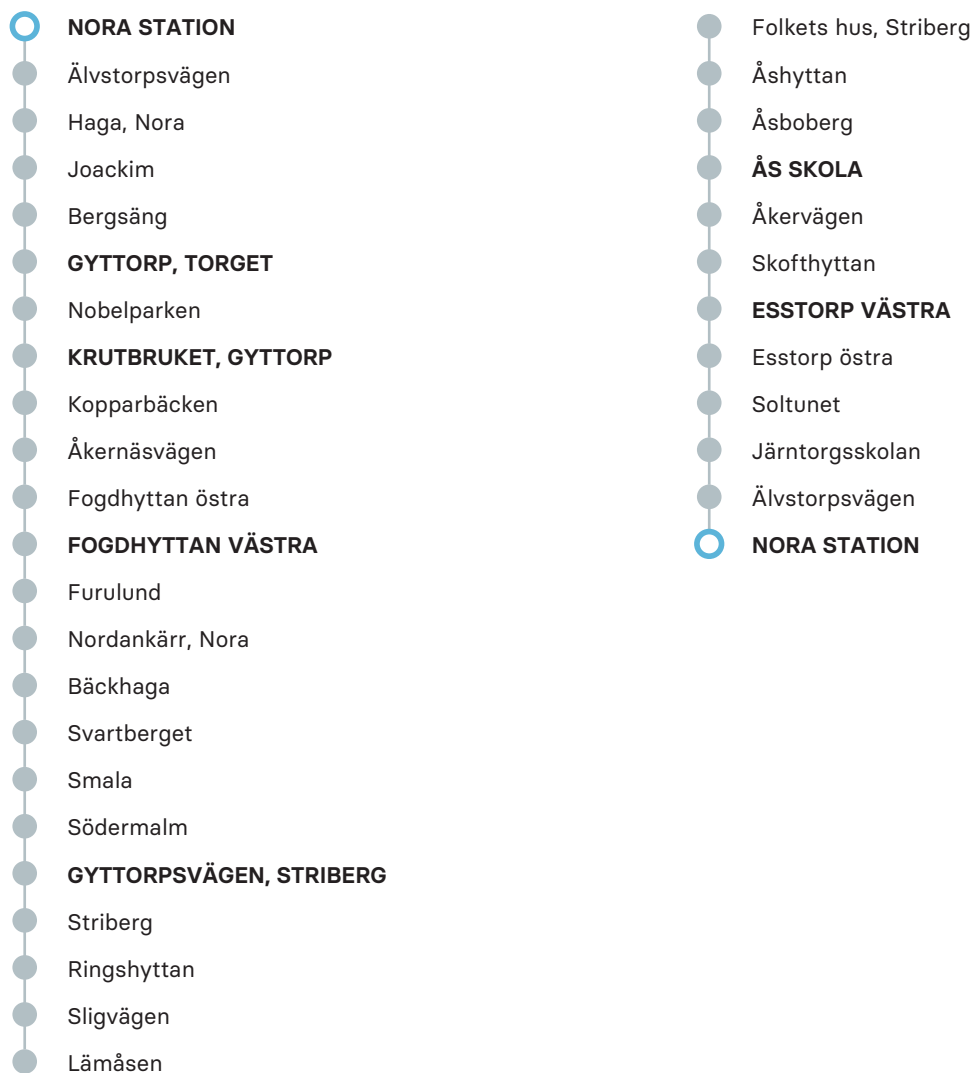 NORA STATION
Älvstorpsvägen
Haga, Nora
Joackim
Bergsäng
GYTTORP, TORGET
Nobelparken
KRUTBRUKET, GYTTORP
Kopparbäcken
Åkernäsvägen
Fogdhyttan östra
FOGDHYTTAN VÄSTRA
Furulund
Nordankärr, Nora
Bäckhaga
Svartberget
Smala
Södermalm
GYTTORPSVÄGEN, STRIBERG
Striberg
Ringshyttan
Sligvägen
Lämåsen
Folkets hus, Striberg
Åshyttan
Åsboberg
ÅS SKOLA
Åkervägen
Skofthyttan
ESSTORP VÄSTRA
Esstorp östra
Soltunet
Järntorgsskolan
Älvstorpsvägen
NORA STATION